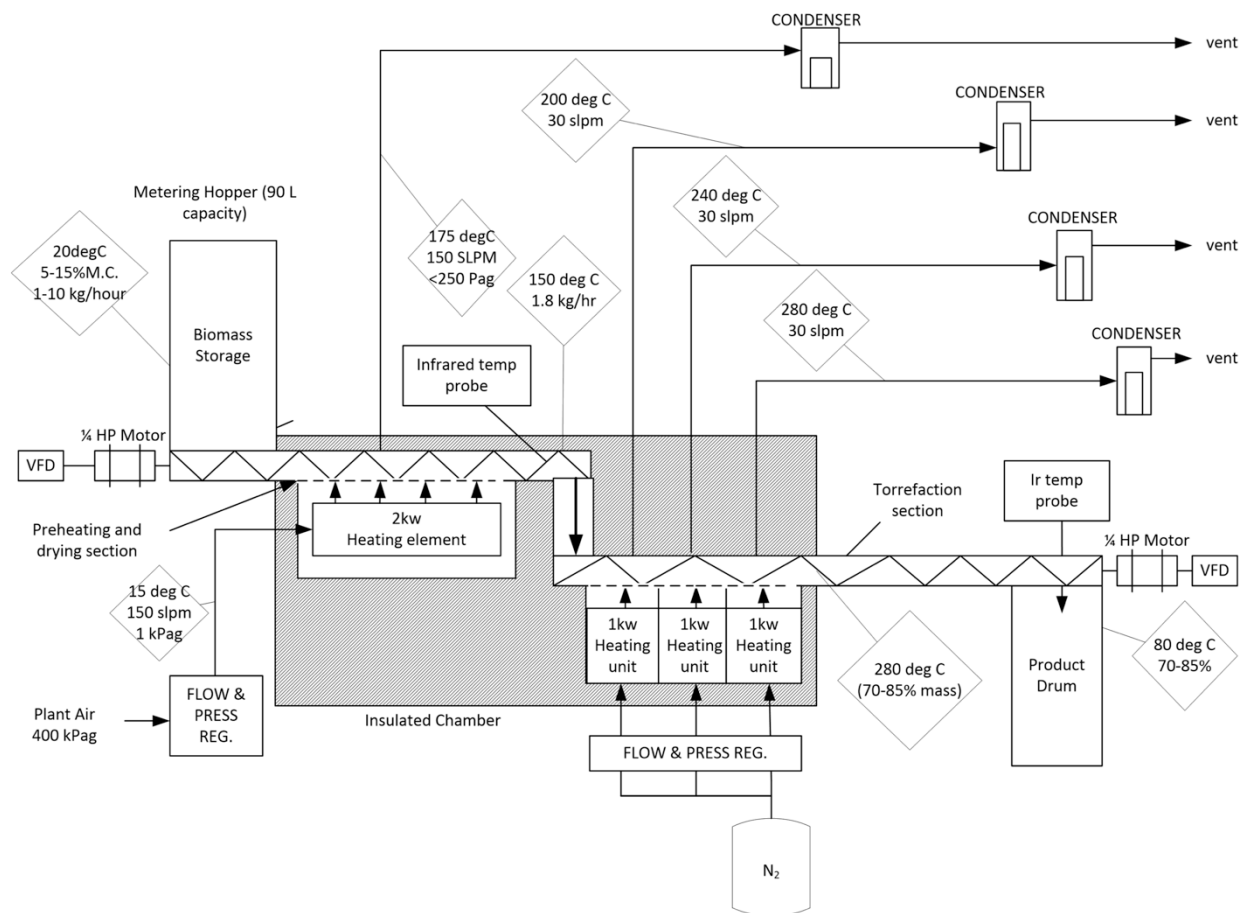 CONDENSER
vent
200 deg C
30 slpm
CONDENSER
vent
Metering Hopper (90 L
capacity)
240 deg C
30 slpm
CONDENSER
vent
20degC
5-15%M.C.
1-10 kg/hour
175 degC
150 SLPM
<250 Pag
150 deg C
1.8 kg/hr
280 deg C
30 slpm
CONDENSER
vent
Biomass
Storage
Infrared temp
probe
VFD
¼ HP Motor
Preheating and
drying section
2kw
Heating element
Torrefaction
section
Ir temp
probe
¼ HP Motor
VFD
15 deg C
150 slpm
1 kPag
1kw
Heating
unit
1kw
Heating
unit
1kw
Heating
unit
280 deg C
(70-85% mass)
Product
Drum
80 deg C
70-85%
Plant Air
400 kPag
FLOW &
PRESS
REG.
Insulated Chamber
FLOW & PRESS REG.
N₂